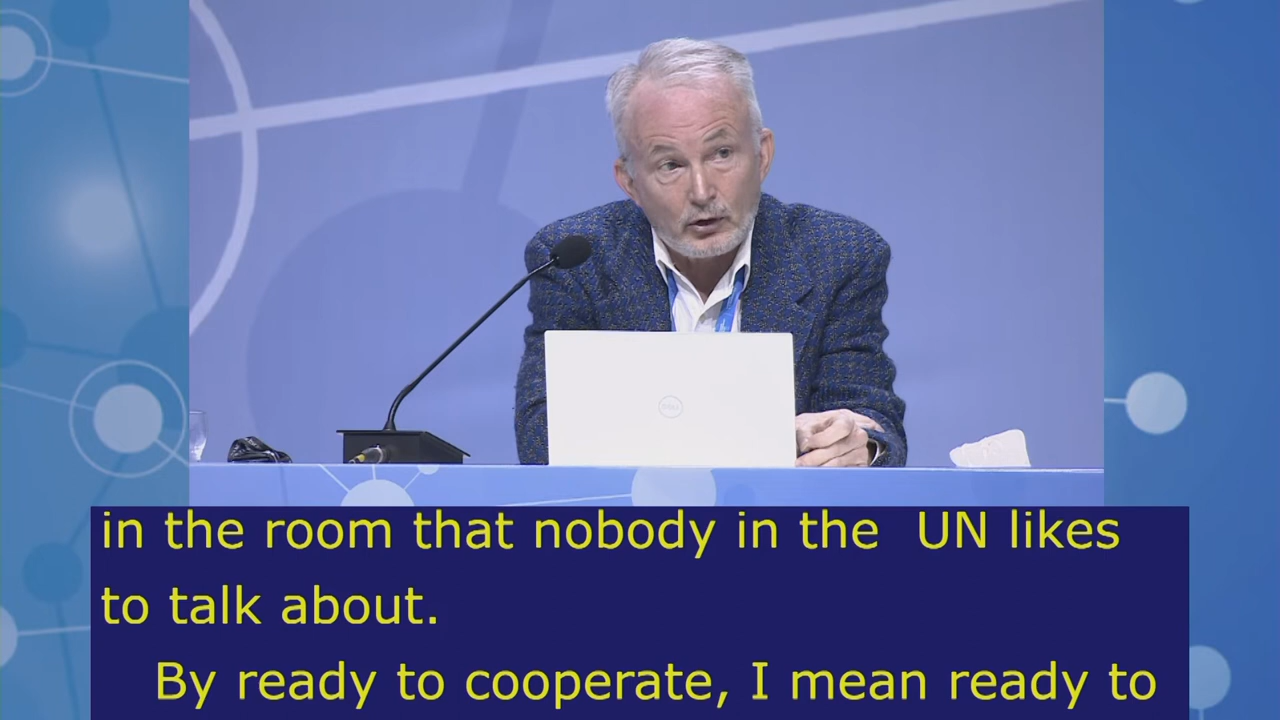 DELL
in the room that nobody in the UN likes
to talk about.
By ready to cooperate, I mean ready to